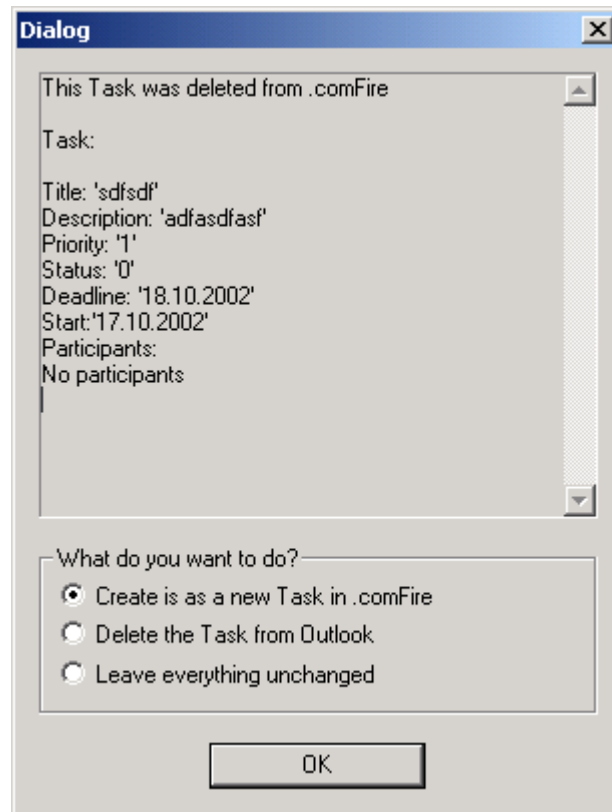 Dialog
This Task was deleted from .comFire
Task:
Title: 'sdfsdf'
Description: 'adfasdfasf'
Priority: '1'
Status: '0'
Deadline: '18.10.2002'
Start:'17.10.2002'
Participants:
No participants
What do you want to do?
Create is as a new Task in .comFire
Delete the Task from Outlook
Leave everything unchanged
OK